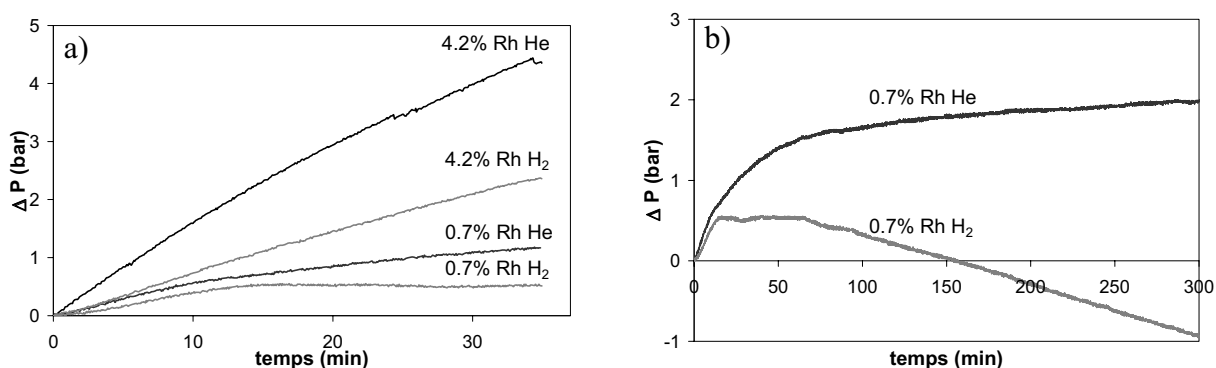 a)
5
4
3
2
1
0
Δ P (bar)
4.2% Rh He
4.2% Rh H2
0.7% Rh He
0.7% Rh H2
0 10 20 30
temps (min)
b)
3
2
1
0
-1
Δ P (bar)
0.7% Rh He
0.7% Rh H2
0 50 100 150 200 250 300
temps (min)